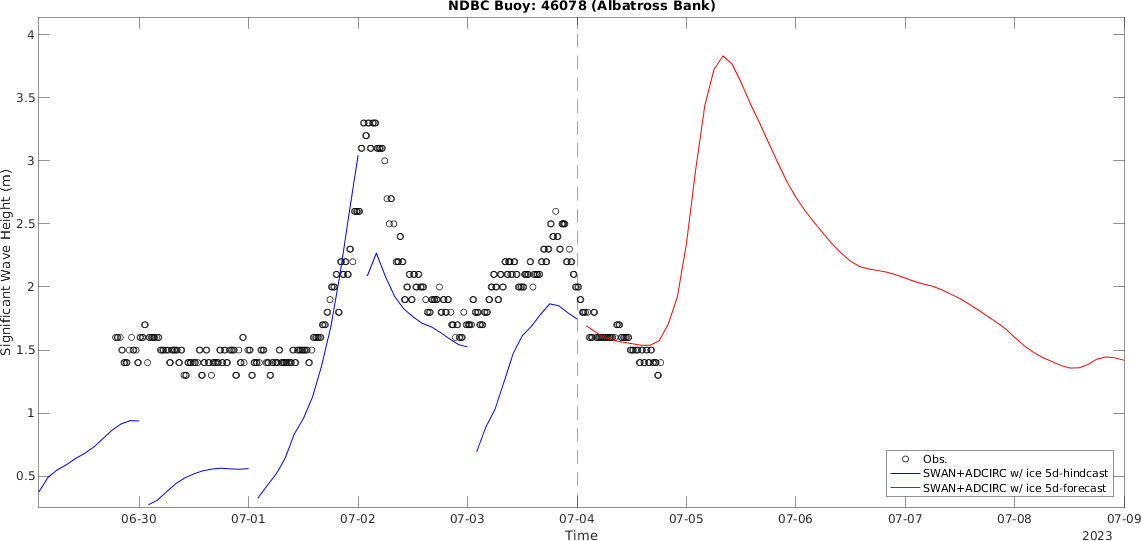 NDBC Buoy: 46078 (Albatross Bank)
Significant Wave Height (m)
4
3.5
3
2.5
2
1.5
1
0.5
Obs.
SWAN+ADCIRC w/ ice 5d-hindcast
SWAN+ADCIRC w/ ice 5d-forecast
06-30 07-01 07-02 07-03 07-04 07-05 07-06 07-07 07-08 07-09
Time
2023